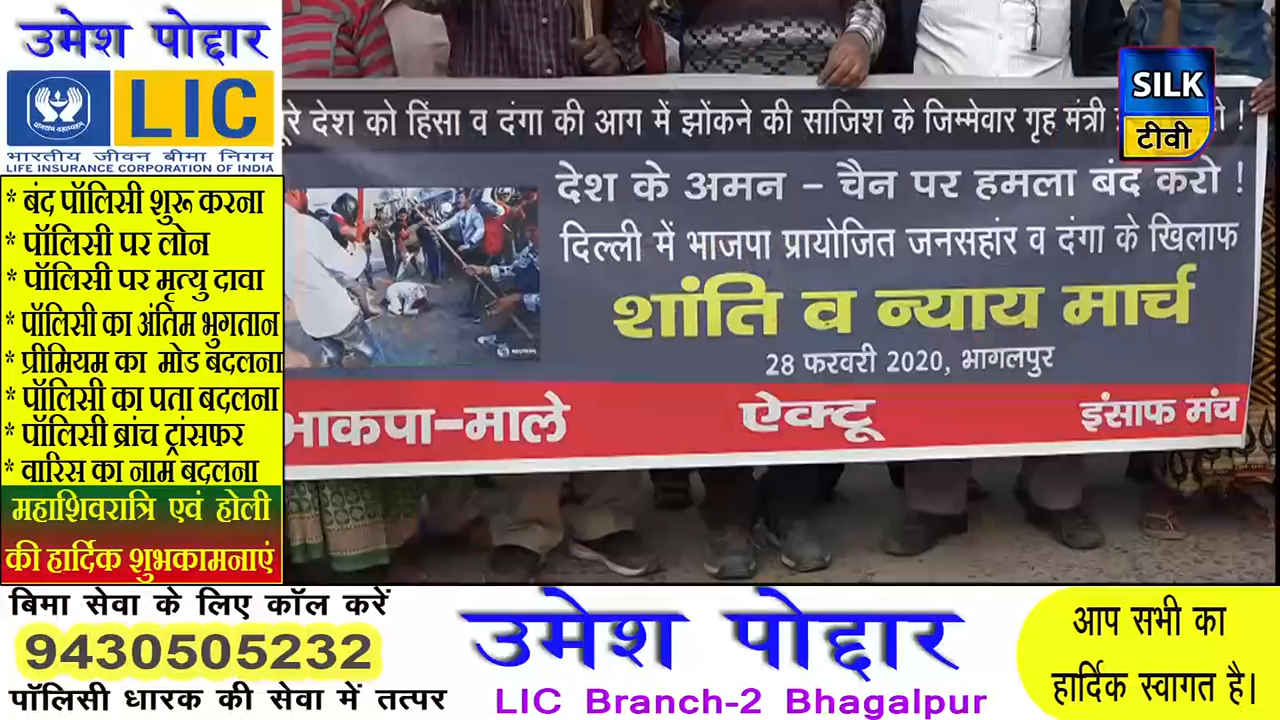 उमेश पोद्दार
LIC
भारतीय जीवन बीमा निगम
LIFE INSURANCE CORPORATION OF INDIA
* बंद पॉलिसी शुरू करना
* पॉलिसी पर लोन
* पॉलिसी पर मृत्यु दावा
* पॉलिसी का अंतिम भुगतान
* प्रीमियम का मोड बदलना
* पॉलिसी का पता बदलना
* पॉलिसी ब्रांच ट्रांसफर
* वारिस का नाम बदलना
महाशिवरात्रि एवं होली
की हार्दिक शुभकामनाएं
SILK
टीवी
देश को हिंसा व दंगा की आग में झोंकने की साजिश के जिम्मेवार गृह मंत्री !
देश के अमन – चैन पर हमला बंद करो !
दिल्ली में भाजपा प्रायोजित जनसहांर व दंगा के खिलाफ
शांति व न्याय मार्च
28 फरवरी 2020, भागलपुर
REUTERS
भाकपा–माले ऐक्टू इंसाफ मंच
बिमा सेवा के लिए कॉल करें
9430505232
पॉलिसी धारक की सेवा में तत्पर
उमेश पोद्दार
LIC Branch-2 Bhagalpur
आप सभी का
हार्दिक स्वागत है।